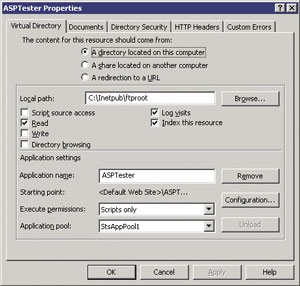 ASPTester Properties
Virtual Directory Documents Directory Security HTTP Headers Custom Errors
The content for this resource should come from:
A directory located on this computer
A share located on another computer
A redirection to a URL
Local path: C:\Inetpub\ftproot Browse...
Script source access Log visits
Read Index this resource
Write
Directory browsing
Application settings
Application name: ASPTester Remove
Starting point: <Default Web Site>\ASPT...
Configuration...
Execute permissions: Scripts only
Application pool: StsAppPool1 Unload
OK Cancel Apply Help